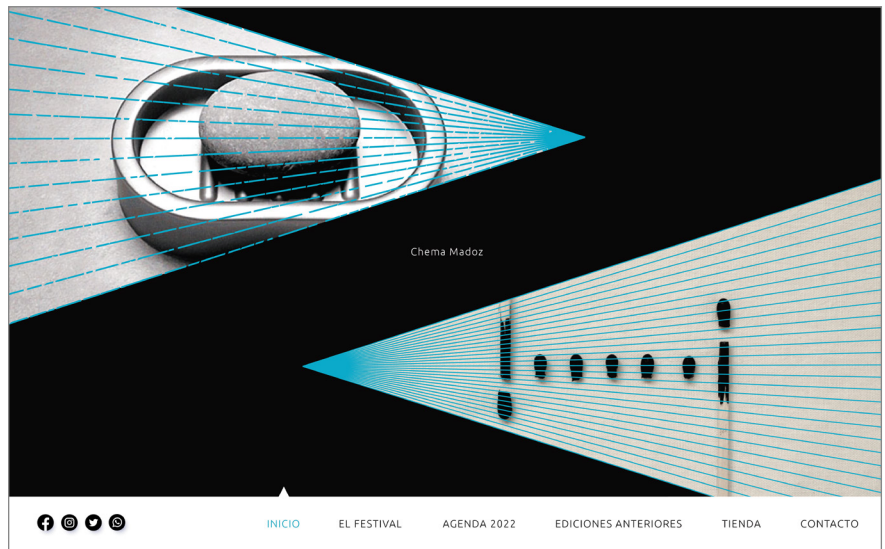 Chema Madoz
INICIO EL FESTIVAL AGENDA 2022 EDICIONES ANTERIORES TIENDA CONTACTO